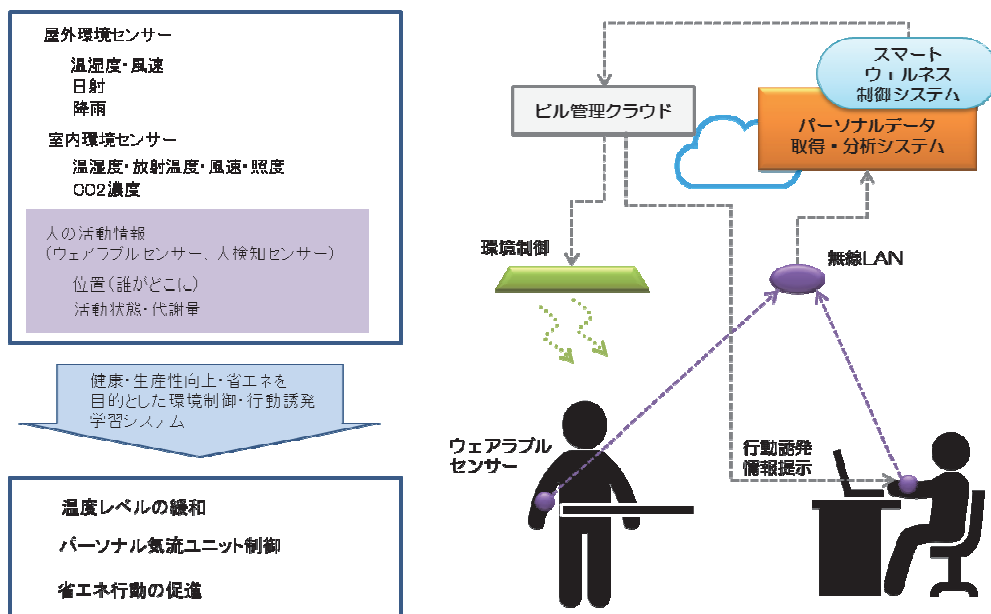 屋外環境センサー
温湿度・風速
日射
降雨
室内環境センサー
温湿度・放射温度・風速・照度
CO2濃度
人の活動情報
(ウェアラブルセンサー、人検知センサー)
位置(誰がどこに)
活動状態・代謝量
健康・生産性向上・省エネを
目的とした環境制御・行動誘発
学習システム
温度レベルの緩和
パーソナル気流ユニット制御
省エネ行動の促進
スマート
ウェルネス
制御システム
ビル管理クラウド
パーソナルデータ
取得・分析システム
環境制御
無線LAN
ウェアラブル
センサー
行動誘発
情報提示